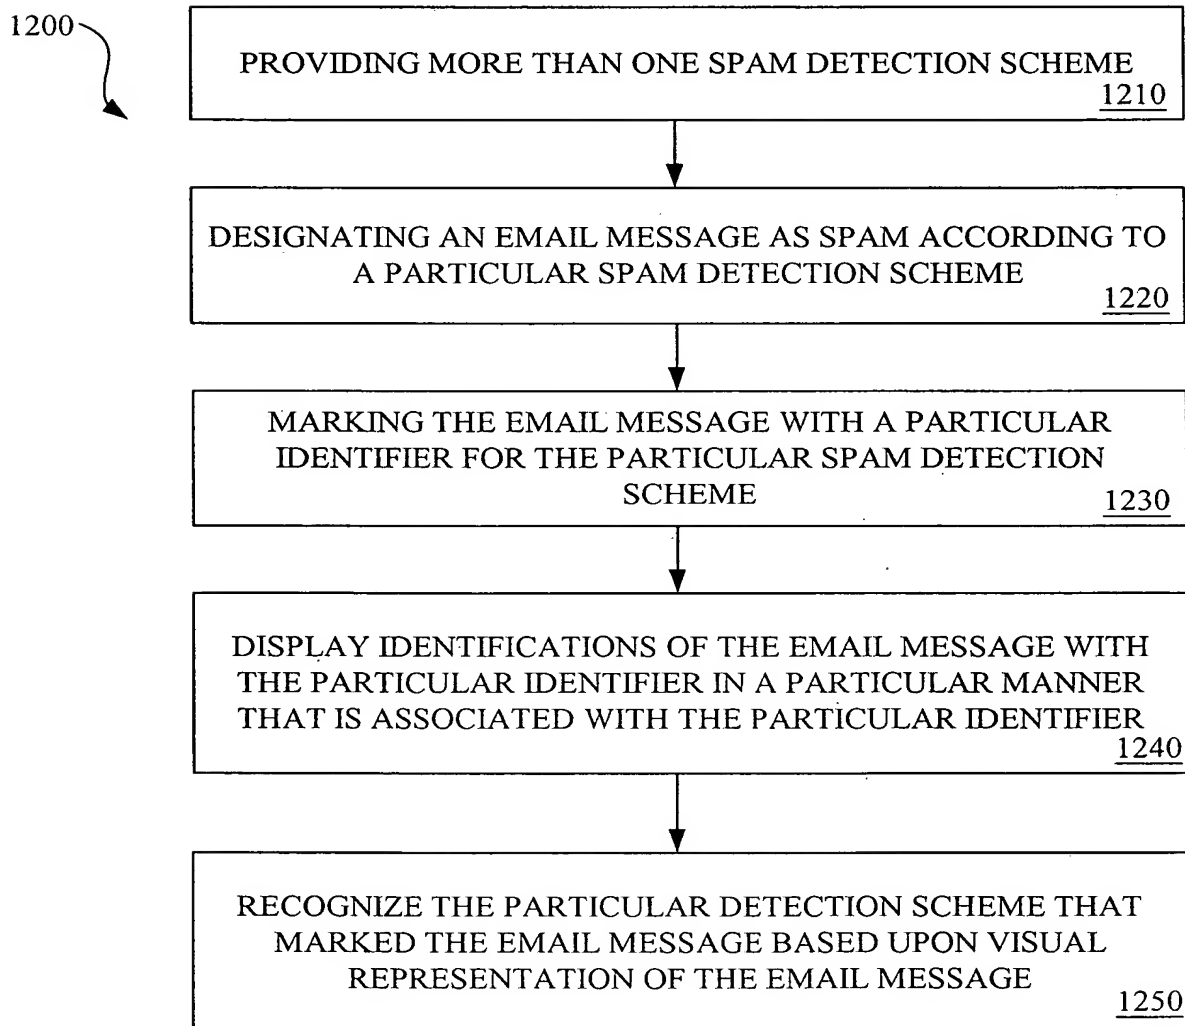 1200
PROVIDING MORE THAN ONE SPAM DETECTION SCHEME
1210
DESIGNATING AN EMAIL MESSAGE AS SPAM ACCORDING TO
A PARTICULAR SPAM DETECTION SCHEME
1220
MARKING THE EMAIL MESSAGE WITH A PARTICULAR
IDENTIFIER FOR THE PARTICULAR SPAM DETECTION
SCHEME
1230
DISPLAY IDENTIFICATIONS OF THE EMAIL MESSAGE WITH
THE PARTICULAR IDENTIFIER IN A PARTICULAR MANNER
THAT IS ASSOCIATED WITH THE PARTICULAR IDENTIFIER
1240
RECOGNIZE THE PARTICULAR DETECTION SCHEME THAT
MARKED THE EMAIL MESSAGE BASED UPON VISUAL
REPRESENTATION OF THE EMAIL MESSAGE
1250